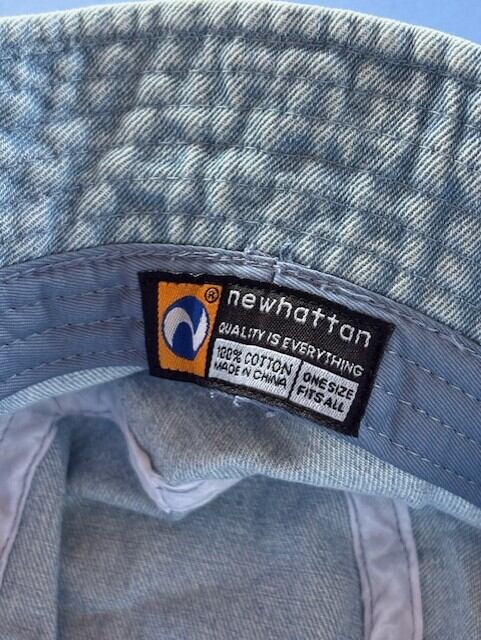 ® newhattan
QUALITY IS EVERYTHING
100% COTTON
MADE IN CHINA
ONE SIZE
FITS ALL